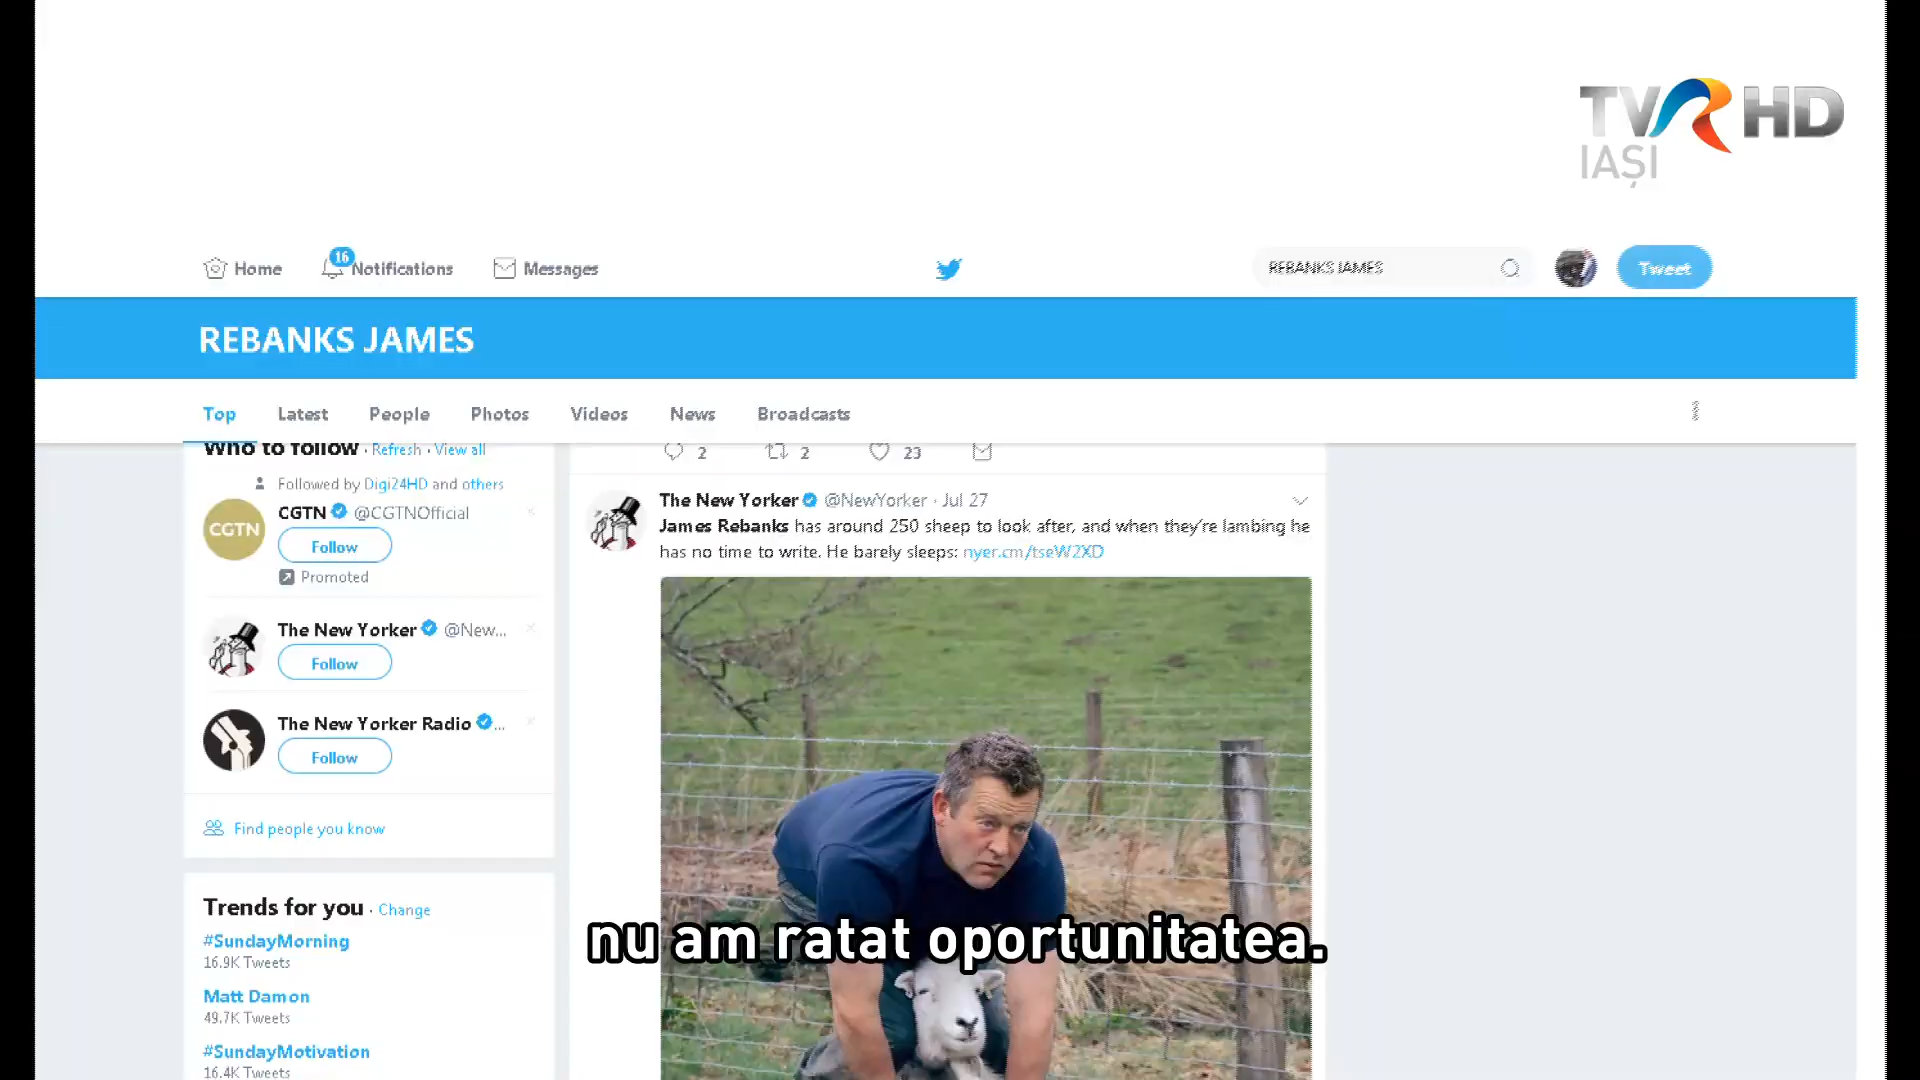 TVR HD
IAȘI
Home
16
Notifications
Messages
REBANKS JAMES
Tweet
REBANKS JAMES
Top
Latest
People
Photos
Videos
News
Broadcasts
Who to follow · Refresh · View all
Followed by Digi24HD and others
CGTN
CGTN @CGTNOfficial
Follow
Promoted
The New Yorker @New...
Follow
The New Yorker Radio ...
Follow
Find people you know
Trends for you · Change
#SundayMorning
16.9K Tweets
Matt Damon
49.7K Tweets
#SundayMotivation
16.4K Tweets
2
2
23
The New Yorker @NewYorker · Jul 27
James Rebanks has around 250 sheep to look after, and when they’re lambing he
has no time to write. He barely sleeps: nyer.cm/tseW2XD
nu am ratat oportunitatea.